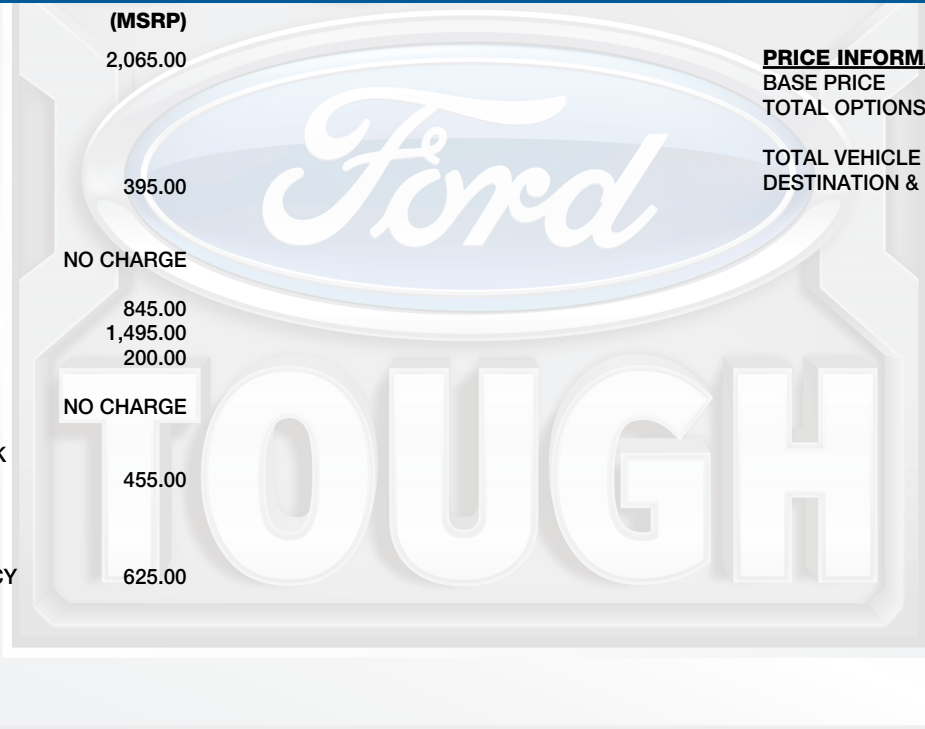 (MSRP)
2,065.00
395.00
NO CHARGE
845.00
1,495.00
200.00
NO CHARGE
455.00
625.00
PRICE INFORM
BASE PRICE
TOTAL OPTIONS
TOTAL VEHICLE
DESTINATION &
Ford
TOUGH